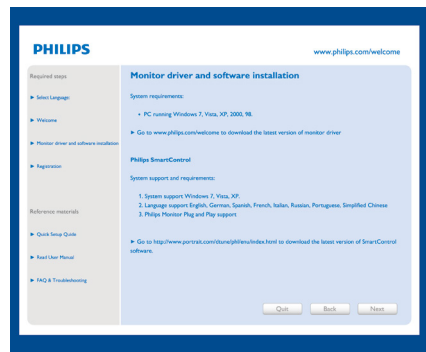 PHILIPS
www.philips.com/welcome
Required steps
Select Language
Welcome
Monitor driver and software installation
Registration
Reference materials
Quick Setup Guide
Read User Manual
FAQ & Troubleshooting
Monitor driver and software installation
System requirements:
• PC running Windows 7, Vista, XP, 2000, 98.
Go to www.philips.com/welcome to download the latest version of monitor driver
Philips SmartControl
System support and requirements:
1. System support Windows 7, Vista, XP.
2. Language support English, German, Spanish, French, Italian, Russian, Portuguese, Simplified Chinese
3. Philips Monitor Plug and Play support
Go to http://www.portrait.com/dtune/phl/enu/index.html to download the latest version of SmartControl
software.
Quit
Back
Next